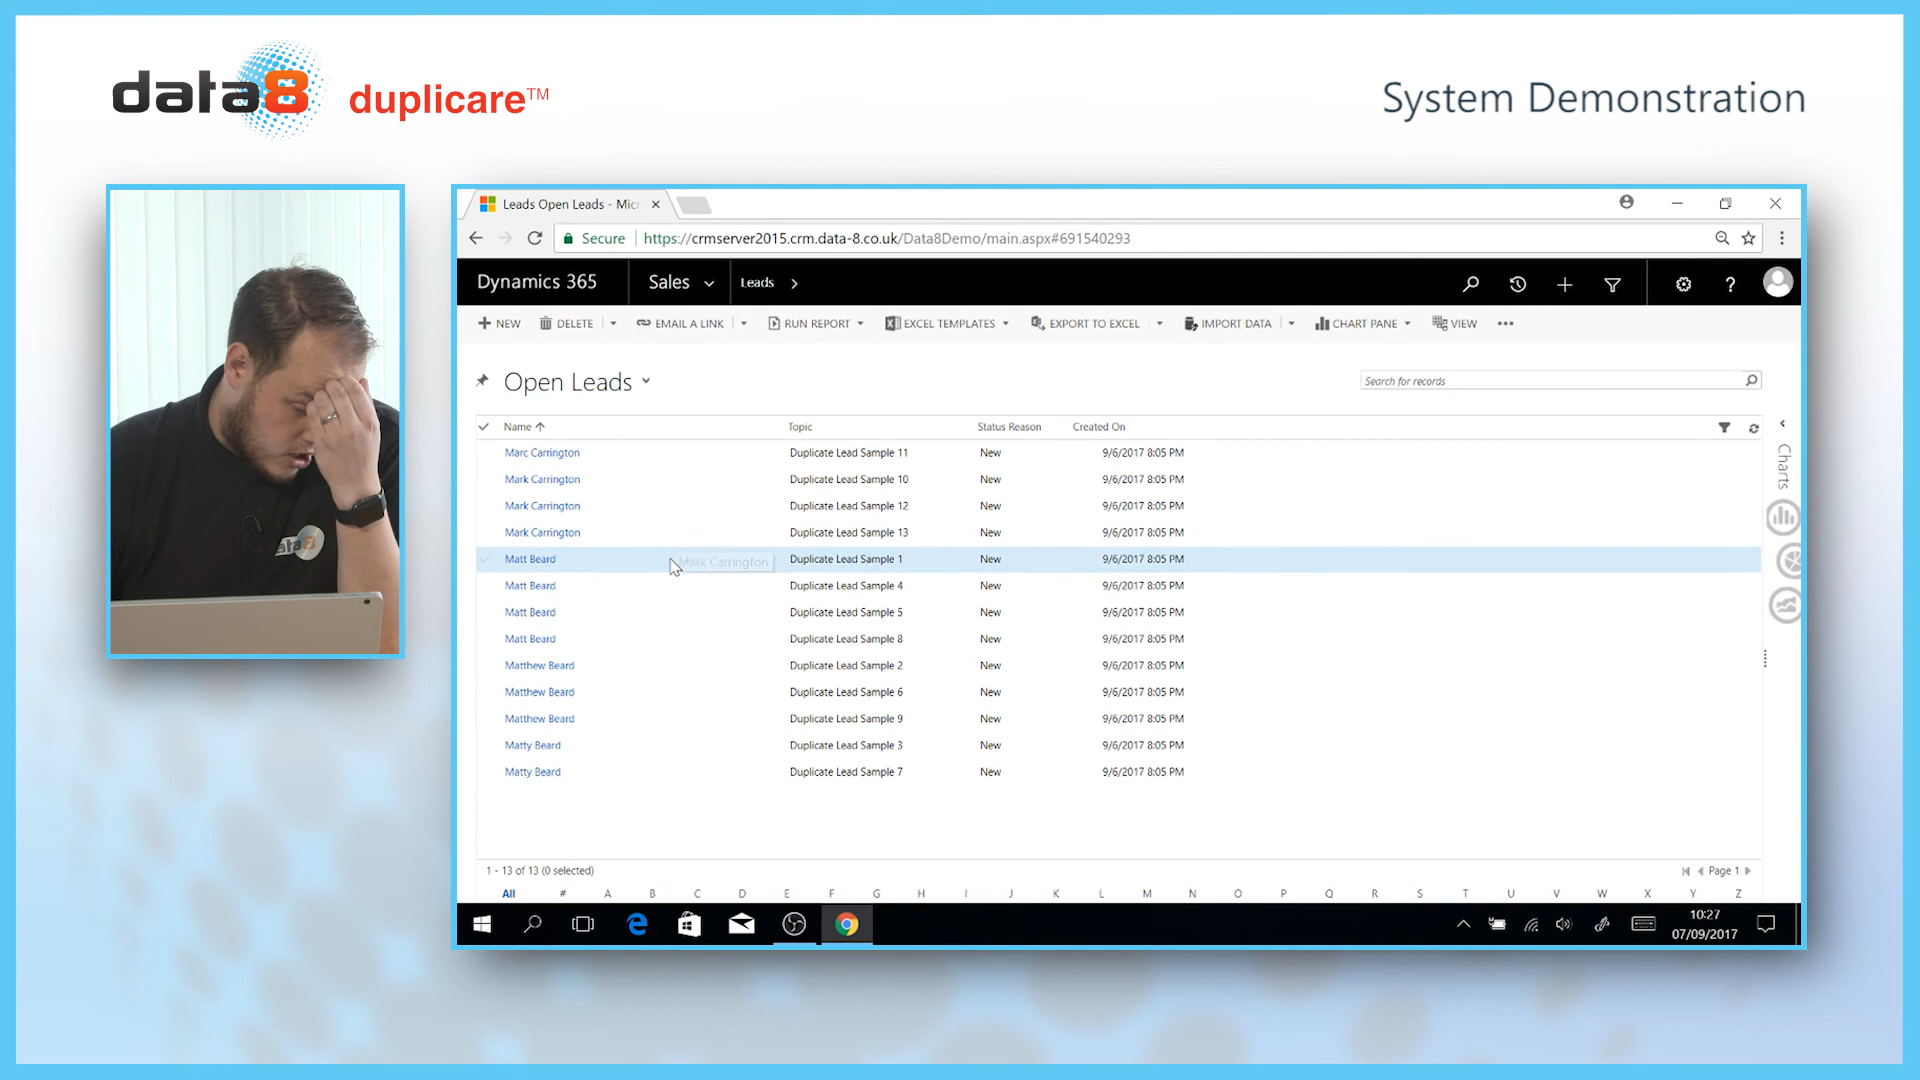 data8 duplicare™
System Demonstration
Leads Open Leads - Micr
Secure https://crmserver2015.crm.data-8.co.uk/Data8Demo/main.aspx#691540293
Dynamics 365 Sales Leads
NEW DELETE EMAIL A LINK RUN REPORT EXCEL TEMPLATES EXPORT TO EXCEL IMPORT DATA CHART PANE VIEW
Open Leads
Search for records
Name Topic Status Reason Created On
Marc Carrington Duplicate Lead Sample 11 New 9/6/2017 8:05 PM
Mark Carrington Duplicate Lead Sample 10 New 9/6/2017 8:05 PM
Mark Carrington Duplicate Lead Sample 12 New 9/6/2017 8:05 PM
Mark Carrington Duplicate Lead Sample 13 New 9/6/2017 8:05 PM
Matt Beard Mark Carrington Duplicate Lead Sample 1 New 9/6/2017 8:05 PM
Matt Beard Duplicate Lead Sample 4 New 9/6/2017 8:05 PM
Matt Beard Duplicate Lead Sample 5 New 9/6/2017 8:05 PM
Matt Beard Duplicate Lead Sample 8 New 9/6/2017 8:05 PM
Matthew Beard Duplicate Lead Sample 2 New 9/6/2017 8:05 PM
Matthew Beard Duplicate Lead Sample 6 New 9/6/2017 8:05 PM
Matthew Beard Duplicate Lead Sample 9 New 9/6/2017 8:05 PM
Matty Beard Duplicate Lead Sample 3 New 9/6/2017 8:05 PM
Matty Beard Duplicate Lead Sample 7 New 9/6/2017 8:05 PM
Charts
1 - 13 of 13 (0 selected) Page 1
All # A B C D E F G H I J K L M N O P Q R S T U V W X Y Z
10:27
07/09/2017
data8